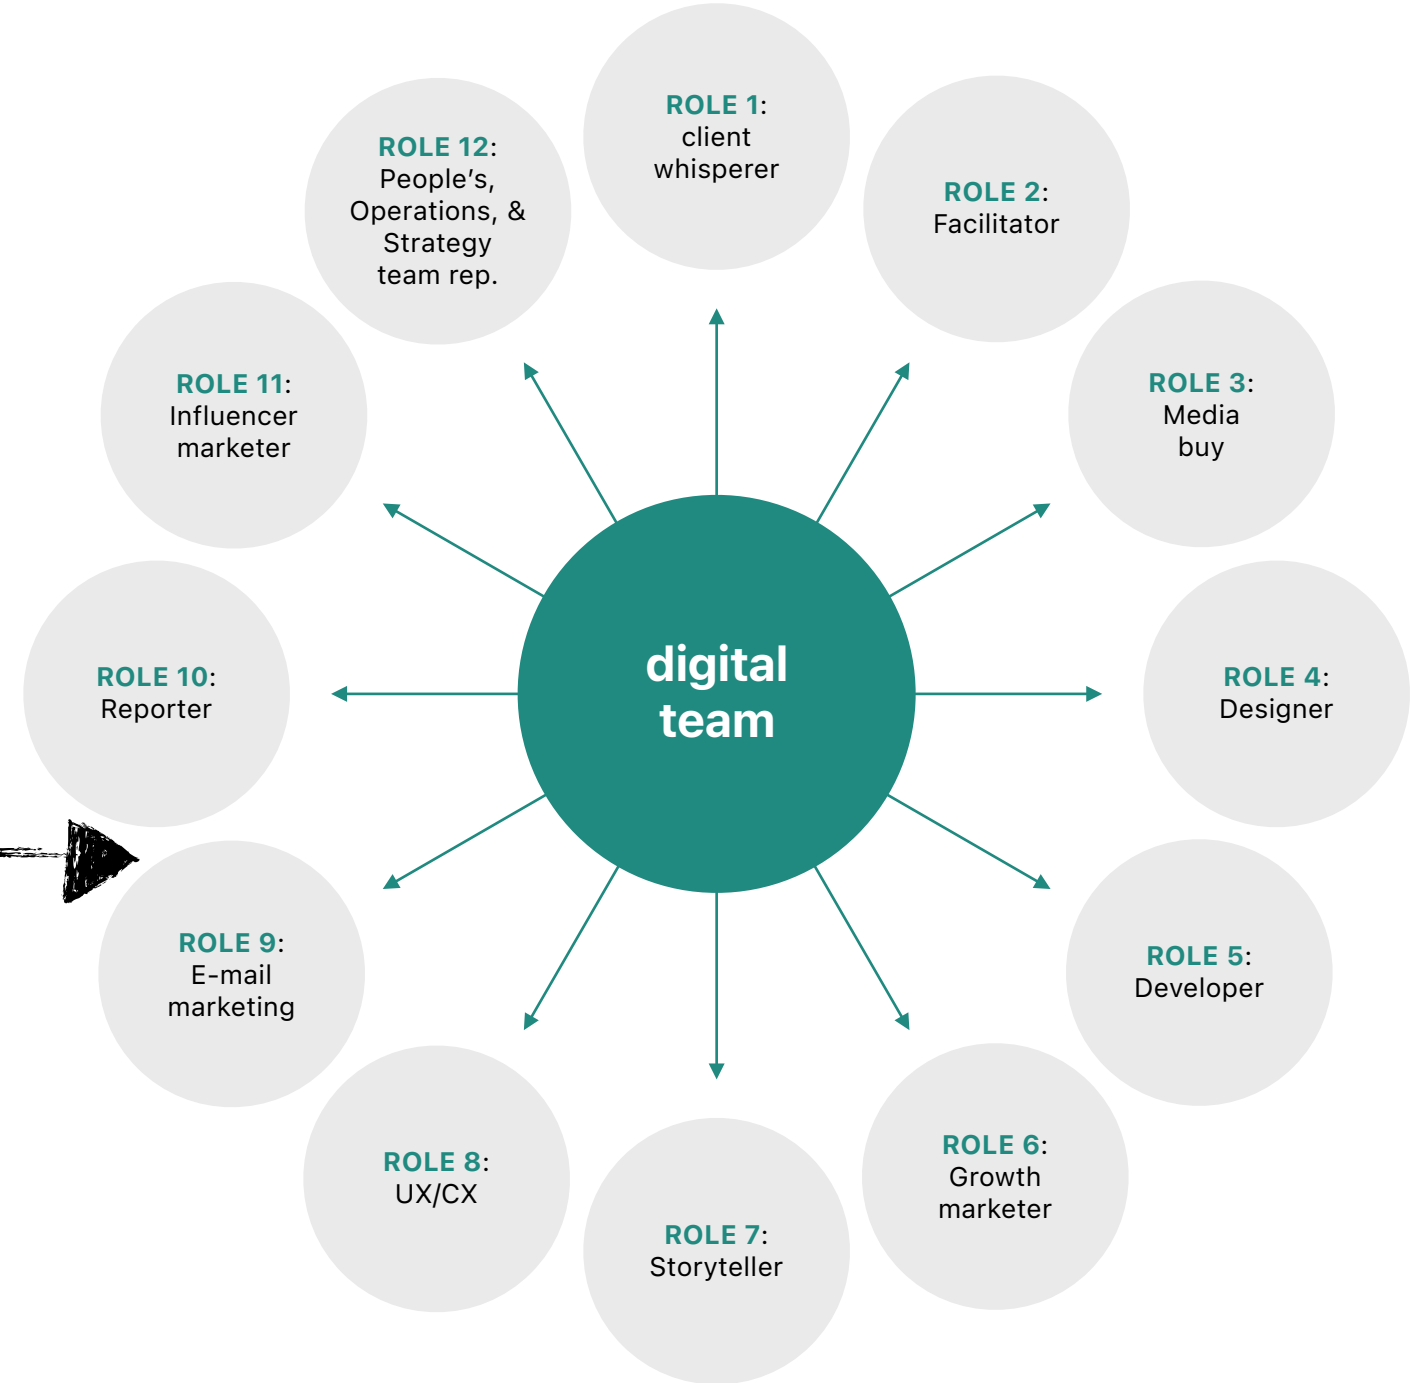 ROLE 1:
client
whisperer
ROLE 2:
Facilitator
ROLE 3:
Media
buy
ROLE 4:
Designer
ROLE 5:
Developer
ROLE 6:
Growth
marketer
ROLE 7:
Storyteller
ROLE 8:
UX/CX
ROLE 9:
E-mail
marketing
ROLE 10:
Reporter
ROLE 11:
Influencer
marketer
ROLE 12:
People’s,
Operations, &
Strategy
team rep.
digital
team